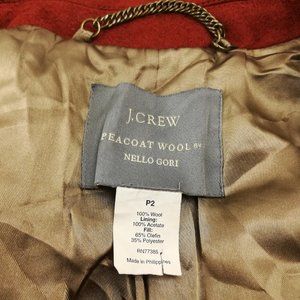 J.CREW
PEACOAT WOOL BY
NELLO GORI
P2
100% Wool
Lining:
100% Acetate
Fill:
65% Olefin
35% Polyester
RN77385
Made in Philippines